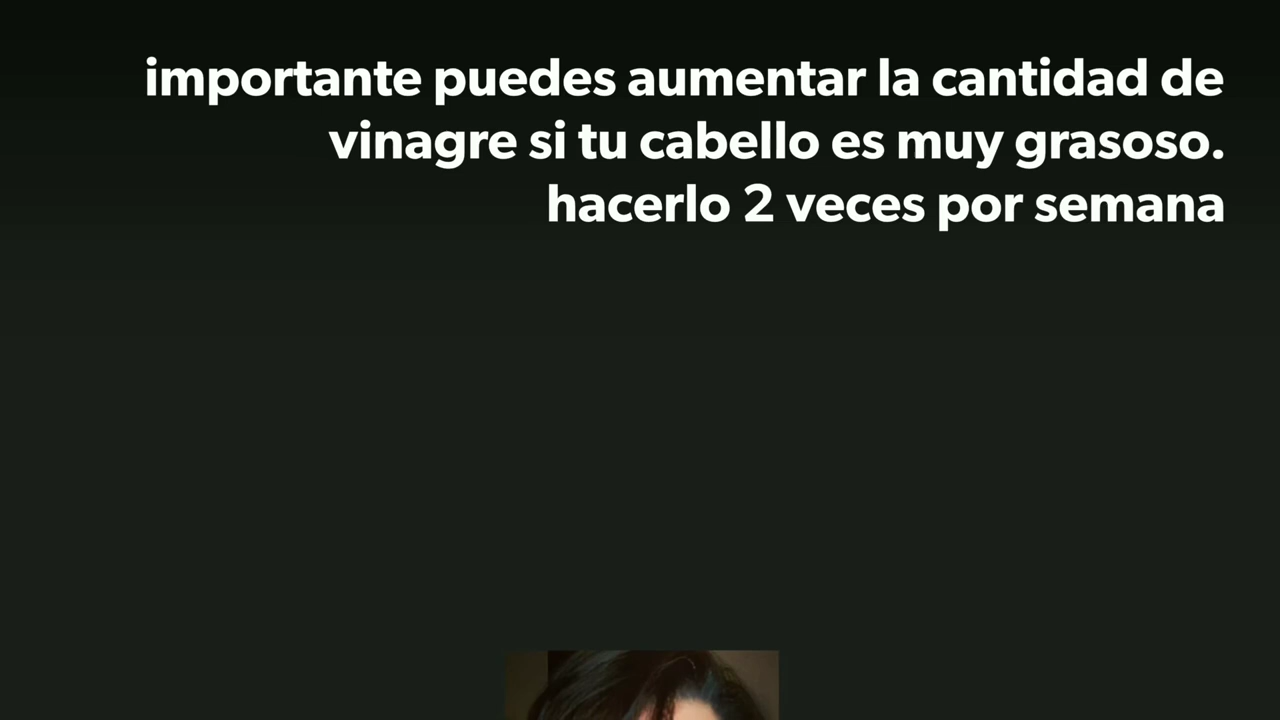 importante puedes aumentar la cantidad de
vinagre si tu cabello es muy grasoso.
hacerlo 2 veces por semana